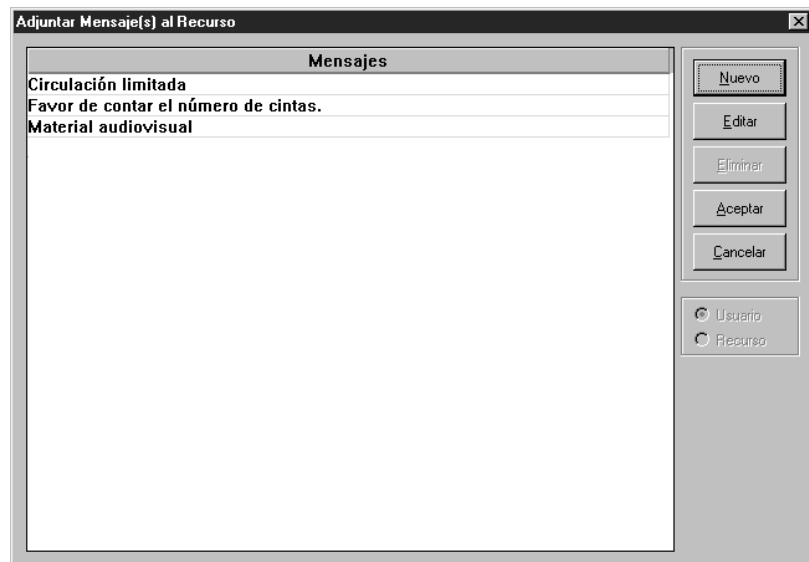 Adjuntar Mensaje(s) al Recurso
Mensajes
Circulación limitada
Favor de contar el número de cintas.
Material audiovisual
Nuevo
Editar
Eliminar
Aceptar
Cancelar
Usuario
Recurso